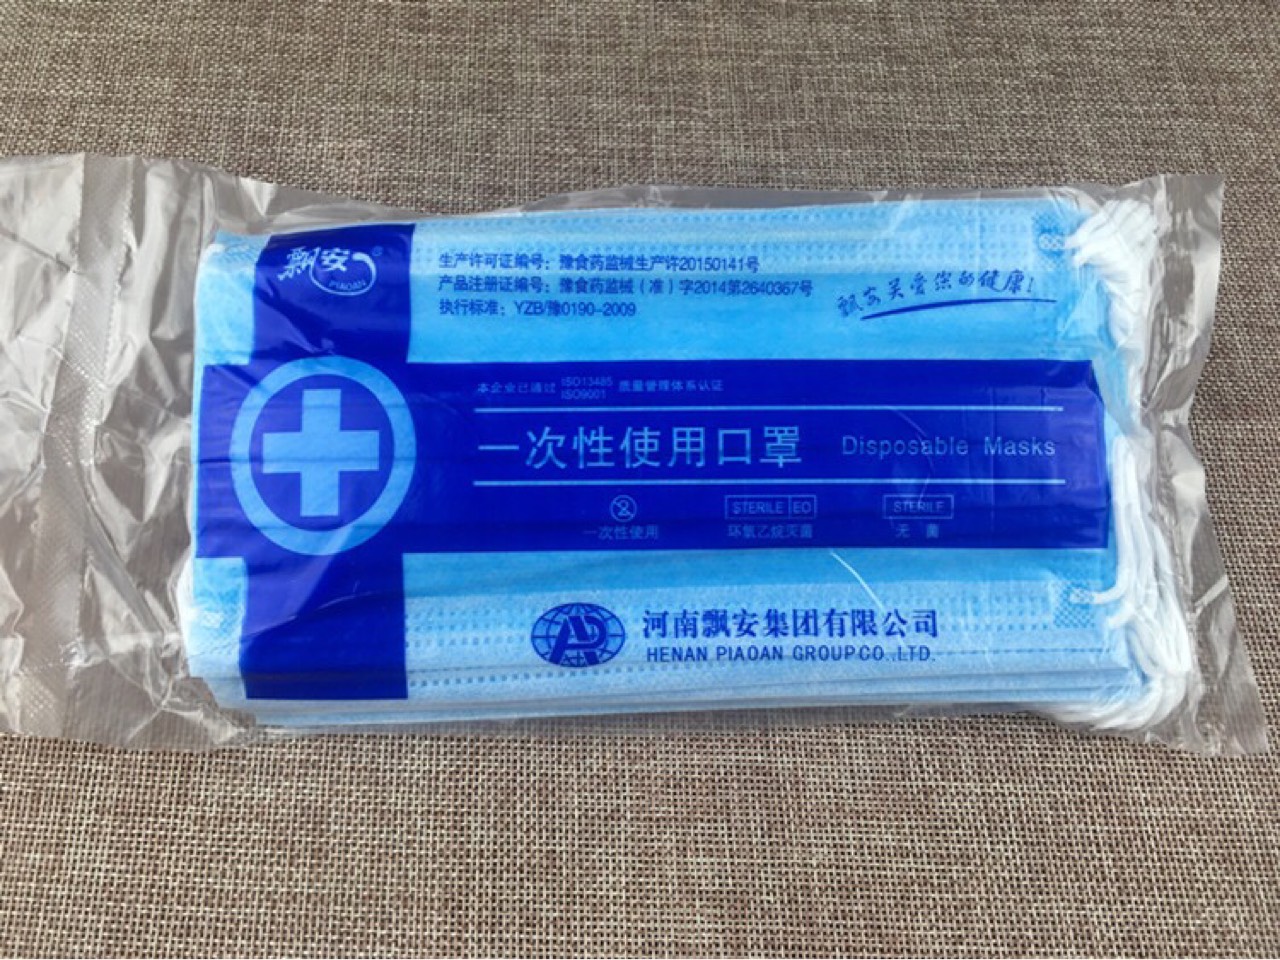 飘安®
PIAOAN
生产许可证编号：豫食药监械生产许20150141号
产品注册证编号：豫食药监械（准）字2014第2640367号
执行标准：YZB/豫0190-2009
飘安关爱您的健康！
本企业已通过 ISO13485 ISO9001 质量管理体系认证
一次性使用口罩 Disposable Masks
2 STERILE EO STERILE
一次性使用 环氧乙烷灭菌 无菌
河南飘安集团有限公司
HENAN PIAOAN GROUP CO.,LTD.